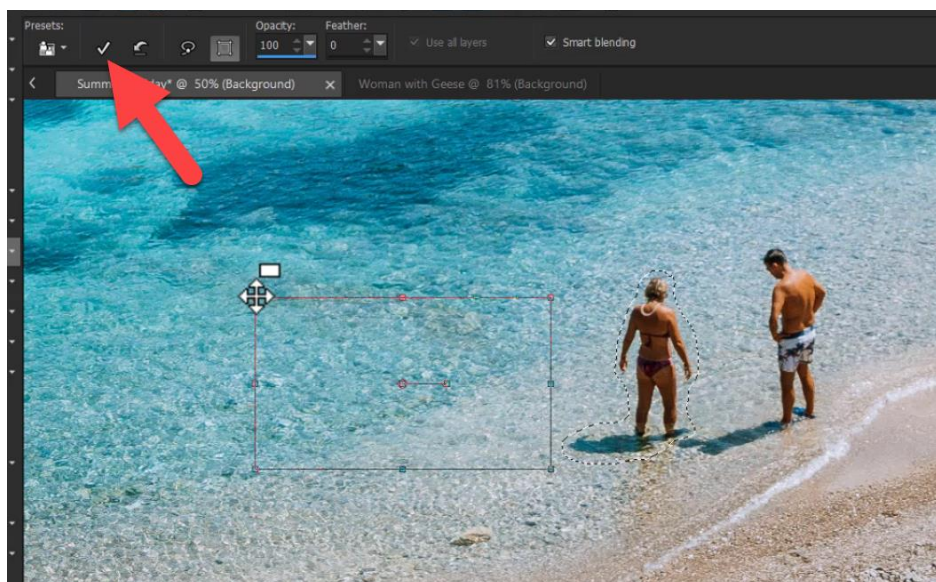 Presets:
Opacity:
Feather:
100
0
Use all layers
Smart blending
Summ
day* @ 50% (Background)
Woman with Geese @ 81% (Background)